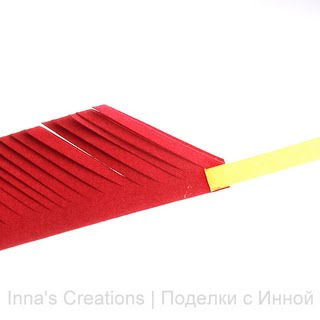 Inna's Creations | Поделки с Инной